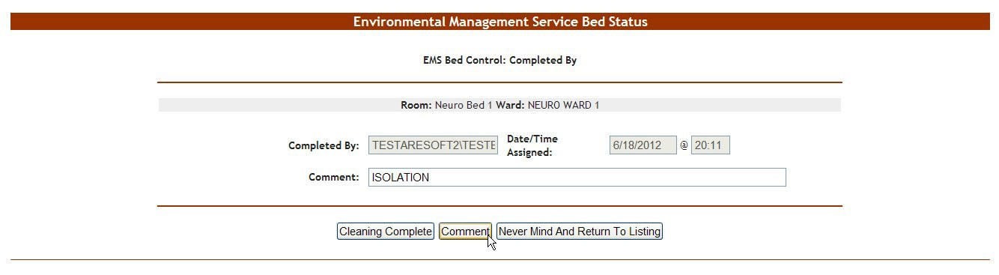 Environmental Management Service Bed Status
EMS Bed Control: Completed By
Room: Neuro Bed 1 Ward: NEURO WARD 1
Completed By: TESTARESOFT2\TESTE Date/Time Assigned: 6/18/2012 @ 20:11
Comment: ISOLATION
Cleaning Complete Comment Never Mind And Return To Listing